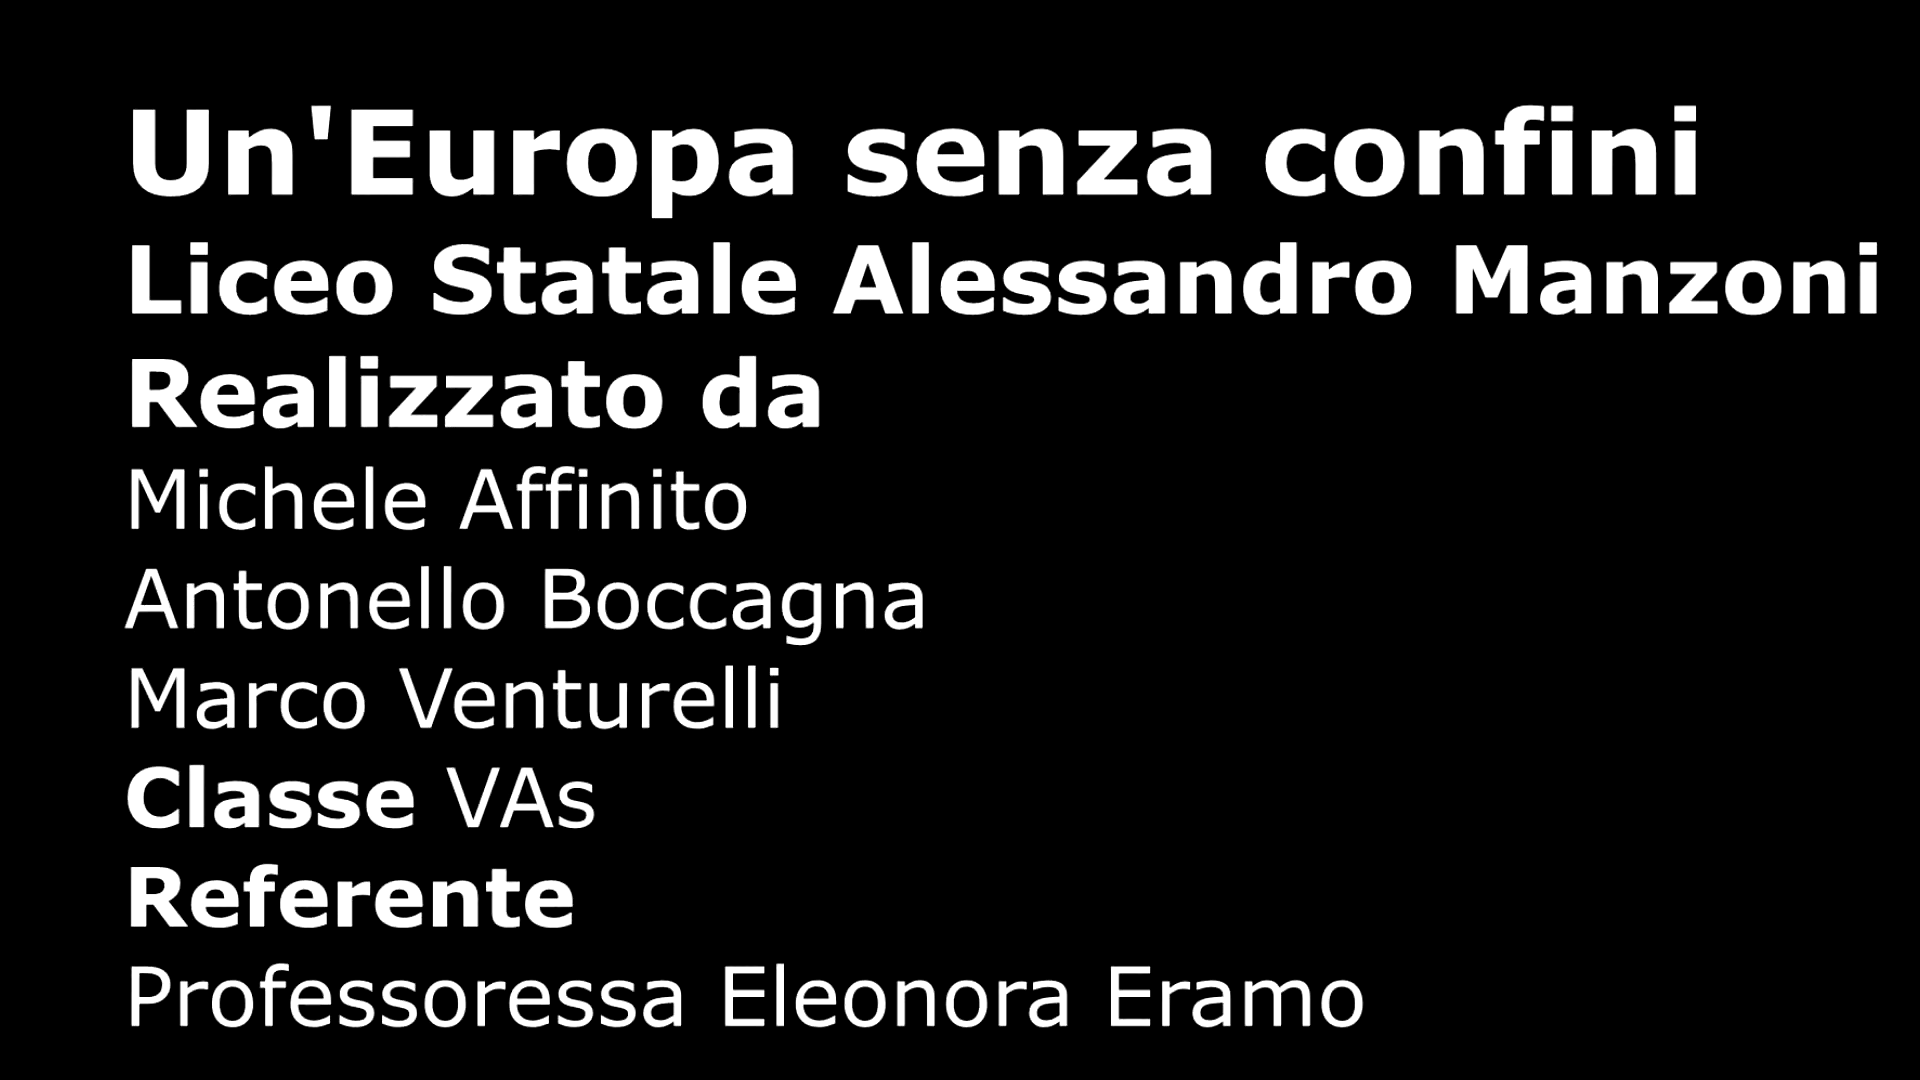 Un'Europa senza confini
Liceo Statale Alessandro Manzoni
Realizzato da
Michele Affinito
Antonello Boccagna
Marco Venturelli
Classe VAs
Referente
Professoressa Eleonora Eramo